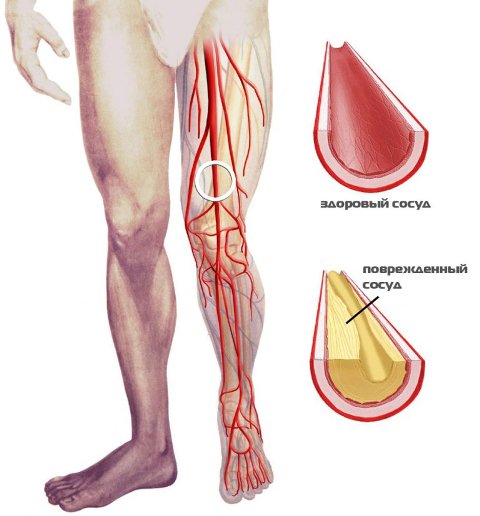 здоровый сосуд
поврежденный
сосуд